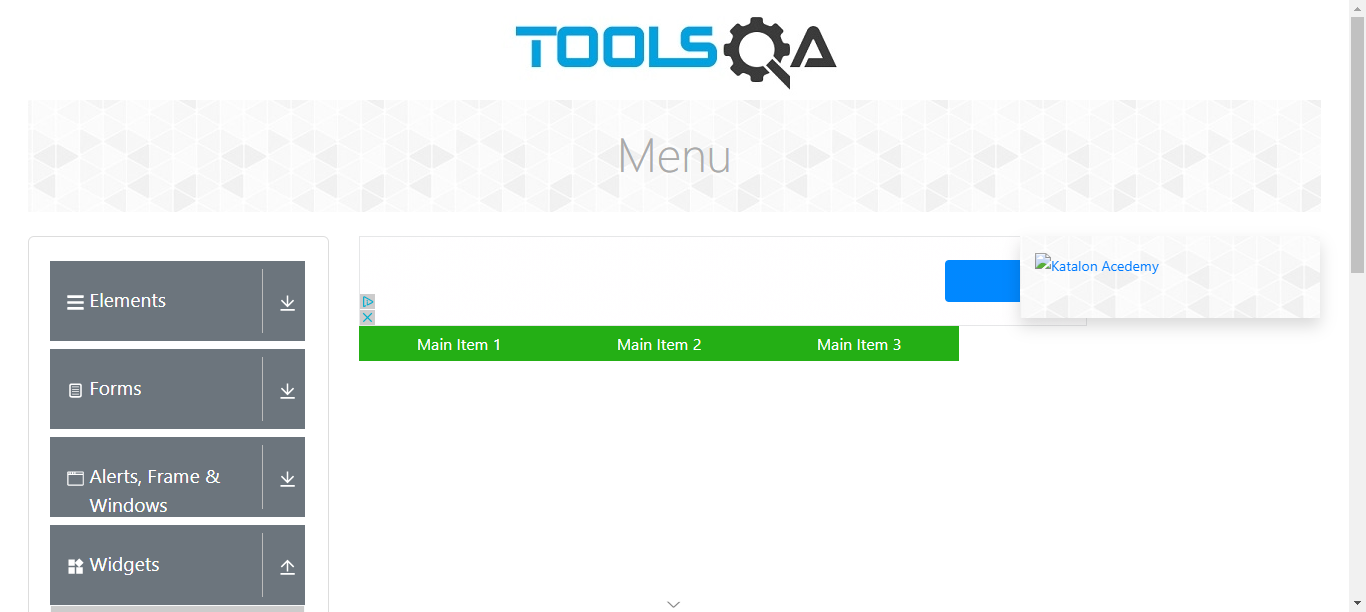 TOOLSQA
Menu
Elements
Forms
Alerts, Frame &
Windows
Widgets
Katalon Acedemy
Main Item 1 Main Item 2 Main Item 3